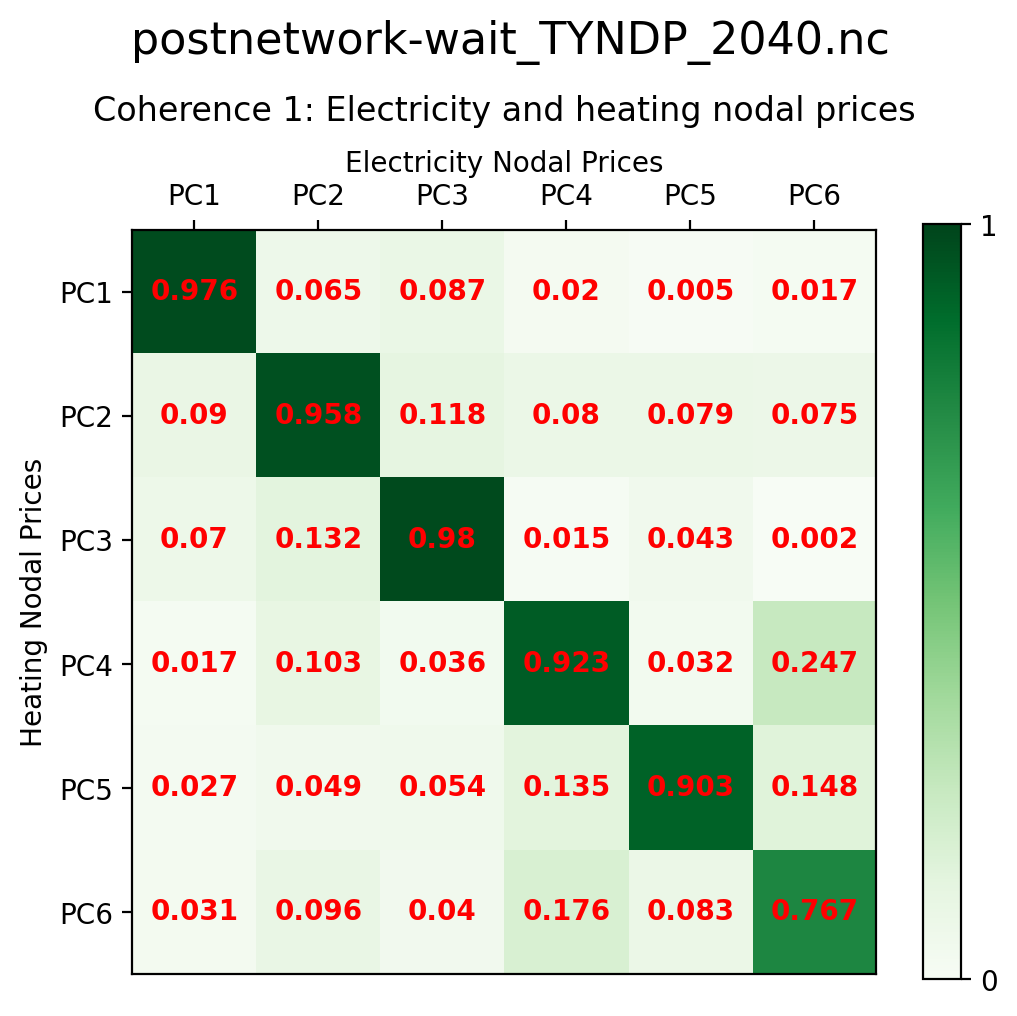 postnetwork-wait_TYNDP_2040.nc
Coherence 1: Electricity and heating nodal prices
Electricity Nodal Prices
PC1 PC2 PC3 PC4 PC5 PC6
1
PC1 0.976 0.065 0.087 0.02 0.005 0.017
PC2 0.09 0.958 0.118 0.08 0.079 0.075
PC3 0.07 0.132 0.98 0.015 0.043 0.002
Heating Nodal Prices
PC4 0.017 0.103 0.036 0.923 0.032 0.247
PC5 0.027 0.049 0.054 0.135 0.903 0.148
PC6 0.031 0.096 0.04 0.176 0.083 0.767
0